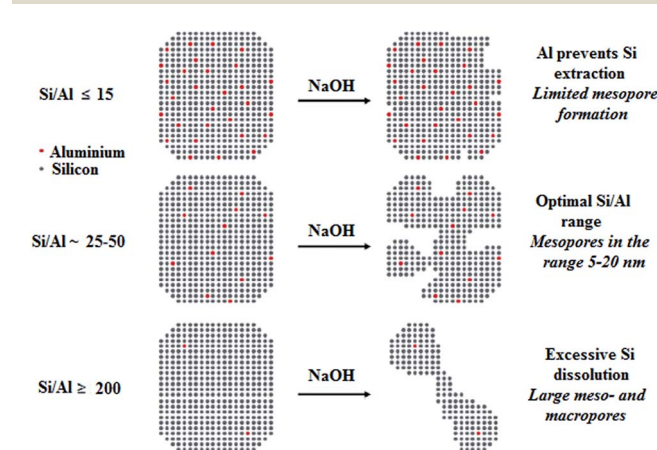 Si/Al ≤ 15
NaOH
Al prevents Si
extraction
Limited mesopore
formation
Aluminium
Silicon
Si/Al ~ 25-50
NaOH
Optimal Si/Al
range
Mesopores in the
range 5-20 nm
Si/Al ≥ 200
NaOH
Excessive Si
dissolution
Large meso- and
macropores